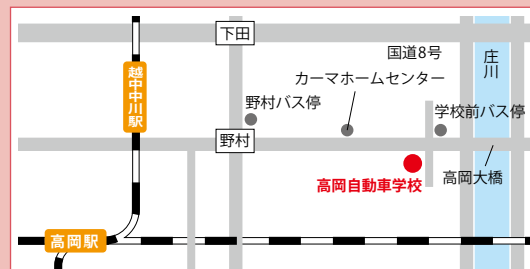 下田
国道8号
庄川
越中中川駅
カーマホームセンター
野村バス停
学校前バス停
野村
高岡自動車学校
高岡大橋
高岡駅